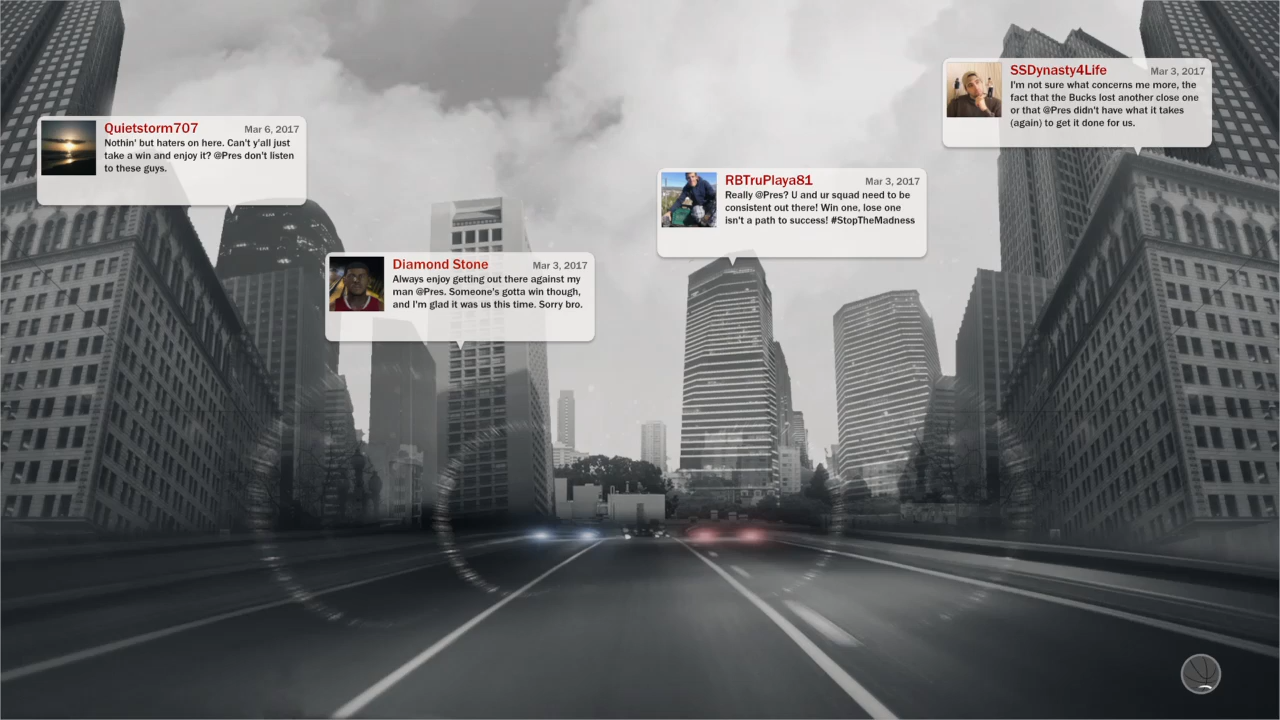 Quietstorm707 Mar 6, 2017
Nothin' but haters on here. Can't y'all just
take a win and enjoy it? @Pres don't listen
to these guys.
Diamond Stone Mar 3, 2017
Always enjoy getting out there against my
man @Pres. Someone's gotta win though,
and I'm glad it was us this time. Sorry bro.
RBTruPlaya81 Mar 3, 2017
Really @Pres? U and ur squad need to be
consistent out there! Win one, lose one
isn't a path to success! #StopTheMadness
SSDynasty4Life Mar 3, 2017
I'm not sure what concerns me more, the
fact that the Bucks lost another close one
or that @Pres didn't have what it takes
(again) to get it done for us.